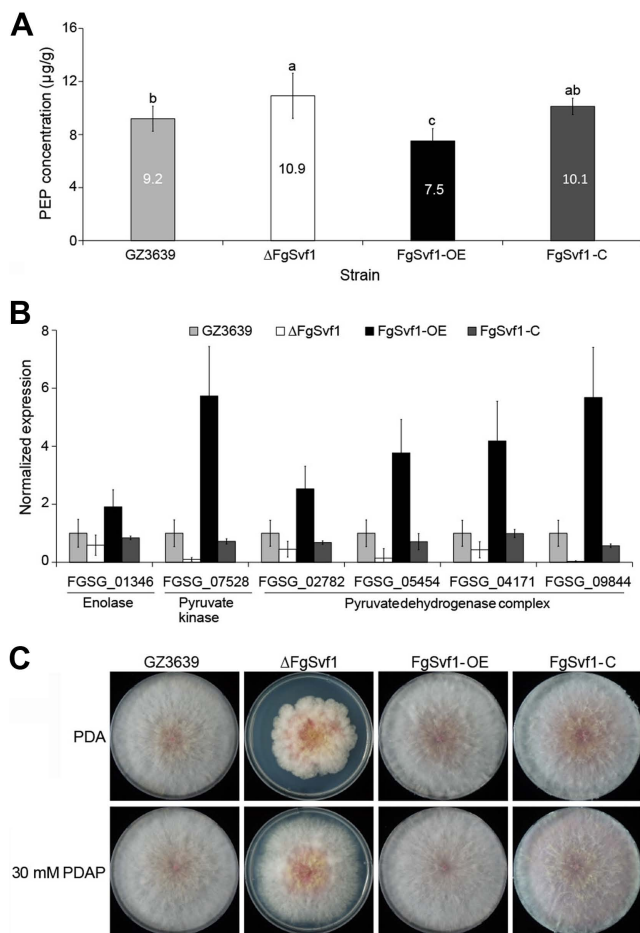 A
PEP concentration (µg/g)
16
12
8
4
0
b
a
c
ab
9.2
10.9
7.5
10.1
GZ3639
ΔFgSvf1
FgSvf1-OE
FgSvf1-C
Strain
B
Normalized expression
8
6
4
2
0
GZ3639 ΔFgSvf1 FgSvf1-OE FgSvf1-C
FGSG_01346 FGSG_07528 FGSG_02782 FGSG_05454 FGSG_04171 FGSG_09844
Enolase
Pyruvate
kinase
Pyruvate dehydrogenase complex
C
GZ3639 ΔFgSvf1 FgSvf1-OE FgSvf1-C
PDA
30 mM PDAP